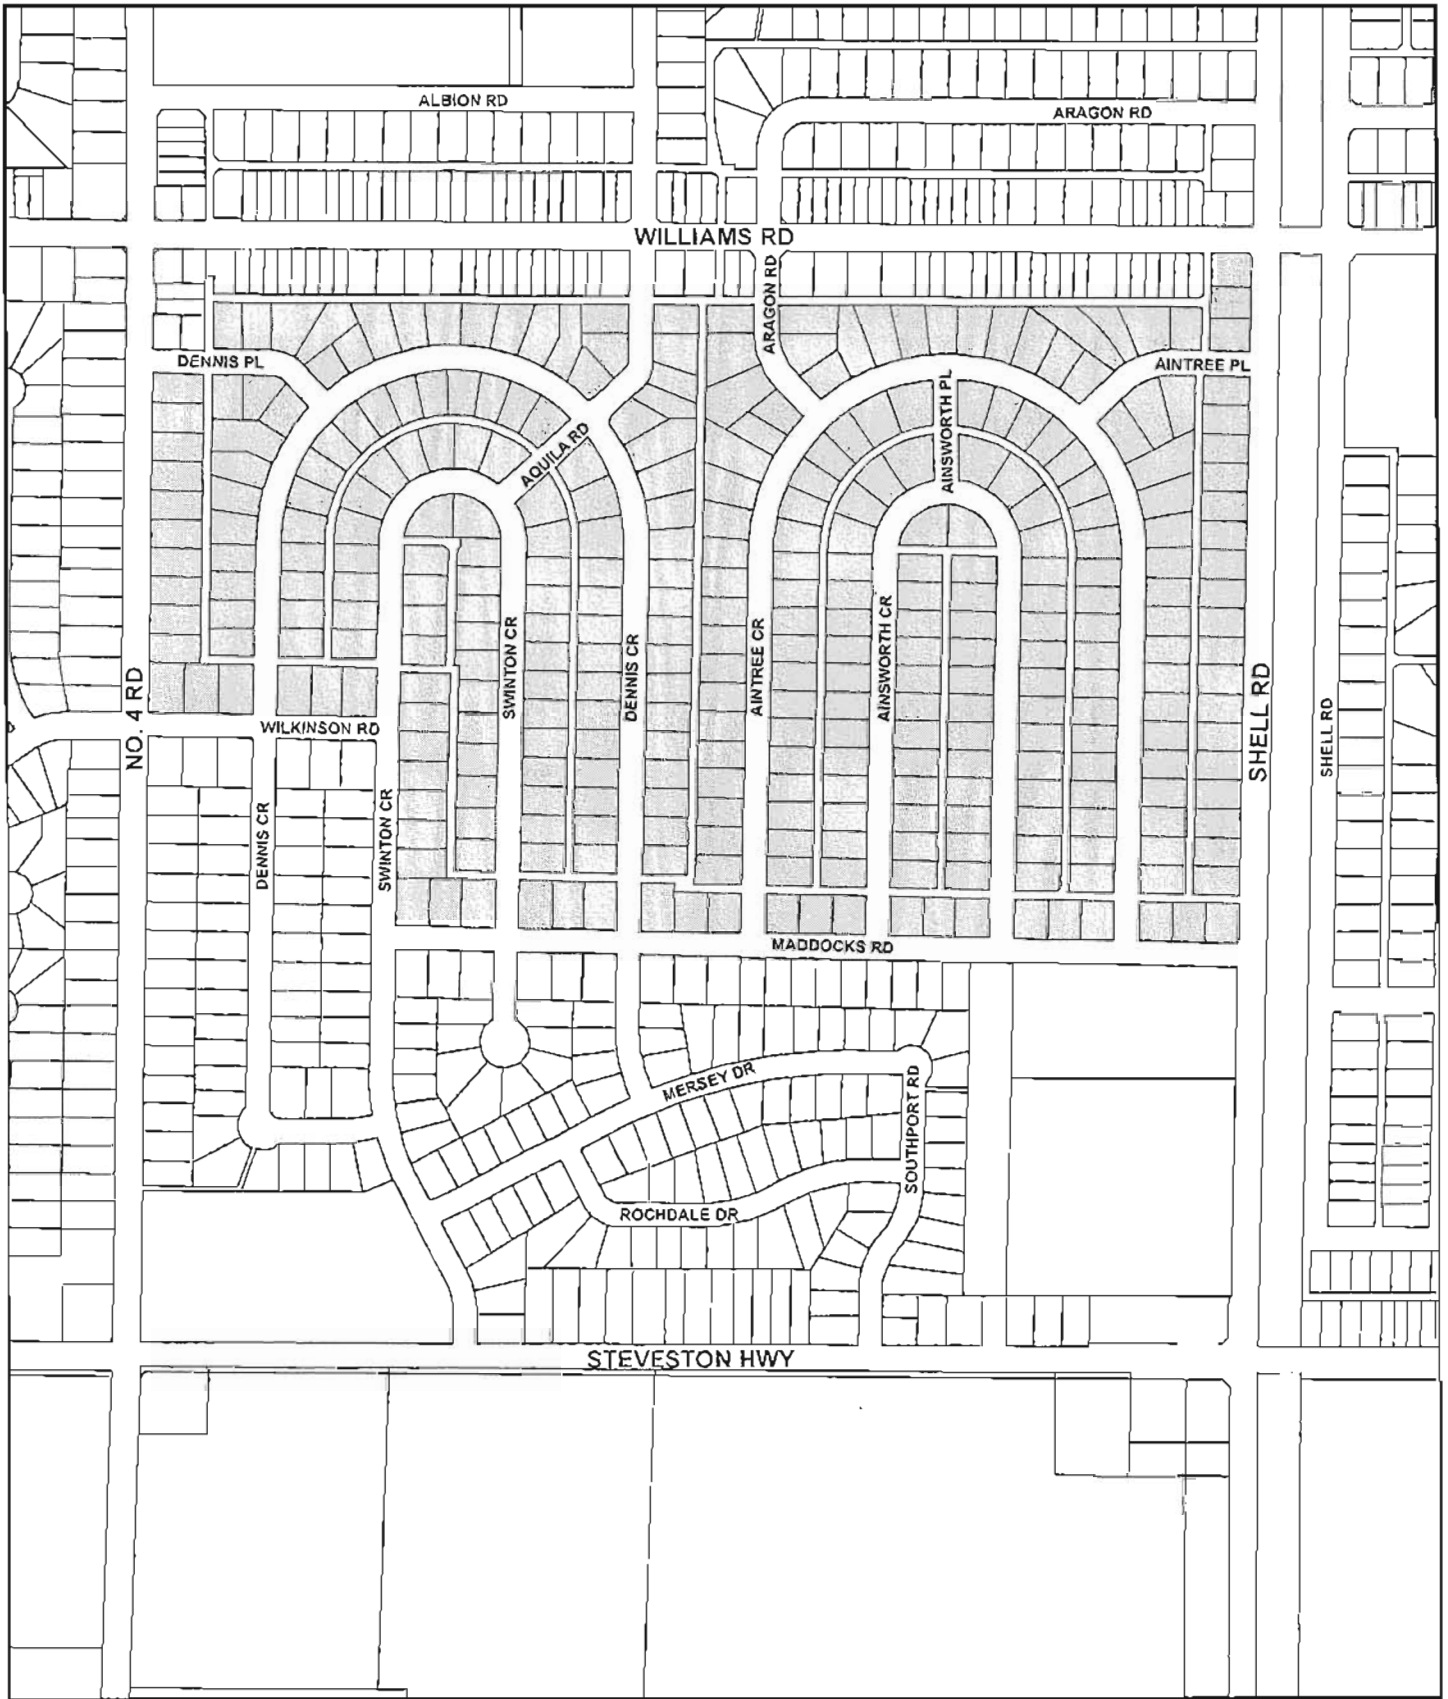 ALBION RD
ARAGON RD
WILLIAMS RD
ARAGON RD
DENNIS PL
AINTREE PL
AINSWORTH PL
AQUILA RD
SWINTON CR
DENNIS CR
AINTREE CR
AINSWORTH CR
NO. 4 RD
SHELL RD
SHELL RD
WILKINSON RD
DENNIS CR
SWINTON CR
MADDOCKS RD
MERSEY DR
SOUTHPORT RD
ROCHDALE DR
STEVESTON HWY